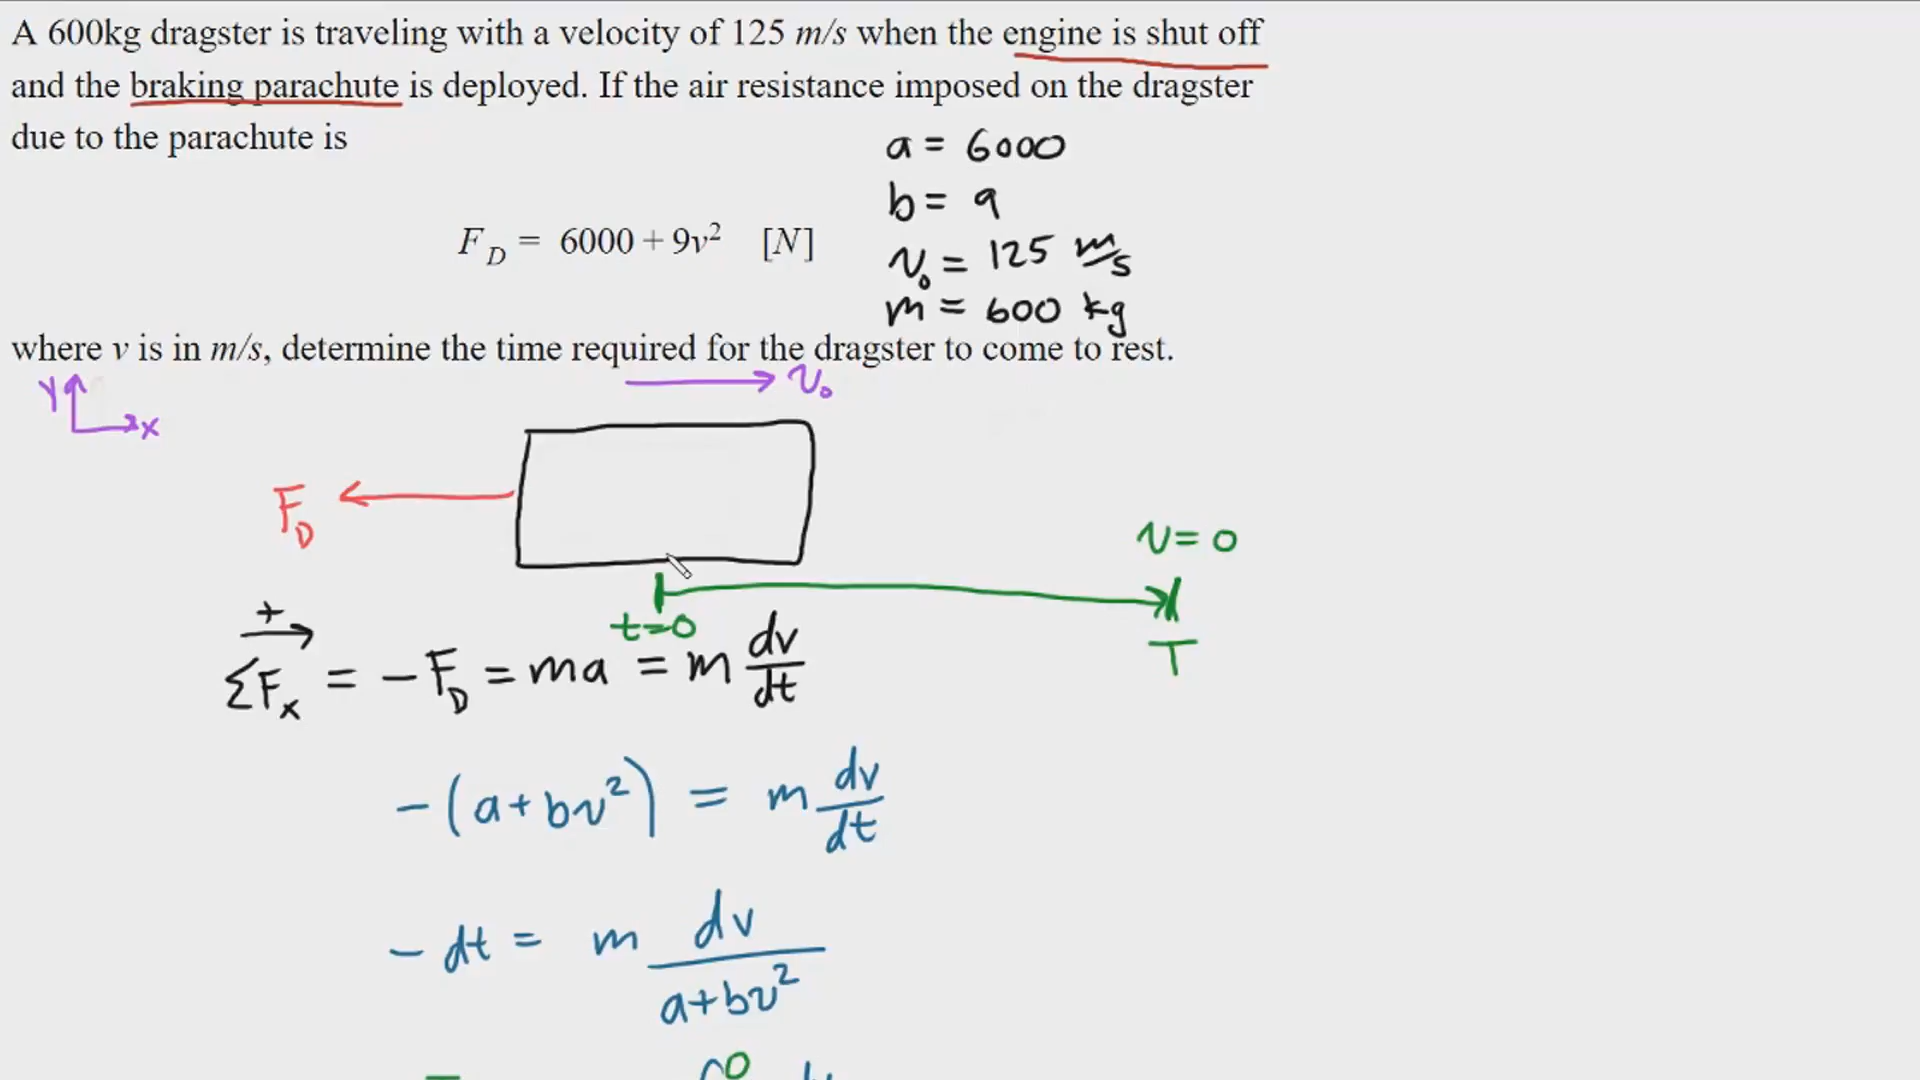 A 600kg dragster is traveling with a velocity of 125 m/s when the engine is shut off
and the braking parachute is deployed. If the air resistance imposed on the dragster
due to the parachute is
a = 6000
b = 9
F_D = 6000 + 9v² [N]
v₀ = 125 m/s
m = 600 kg
where v is in m/s, determine the time required for the dragster to come to rest.
v₀
Y
x
F_D
v = 0
t=0
T
+
ΣF_x = -F_D = ma = m dv/dt
-(a+bv²) = m dv/dt
-dt = m dv/(a+bv²)
0